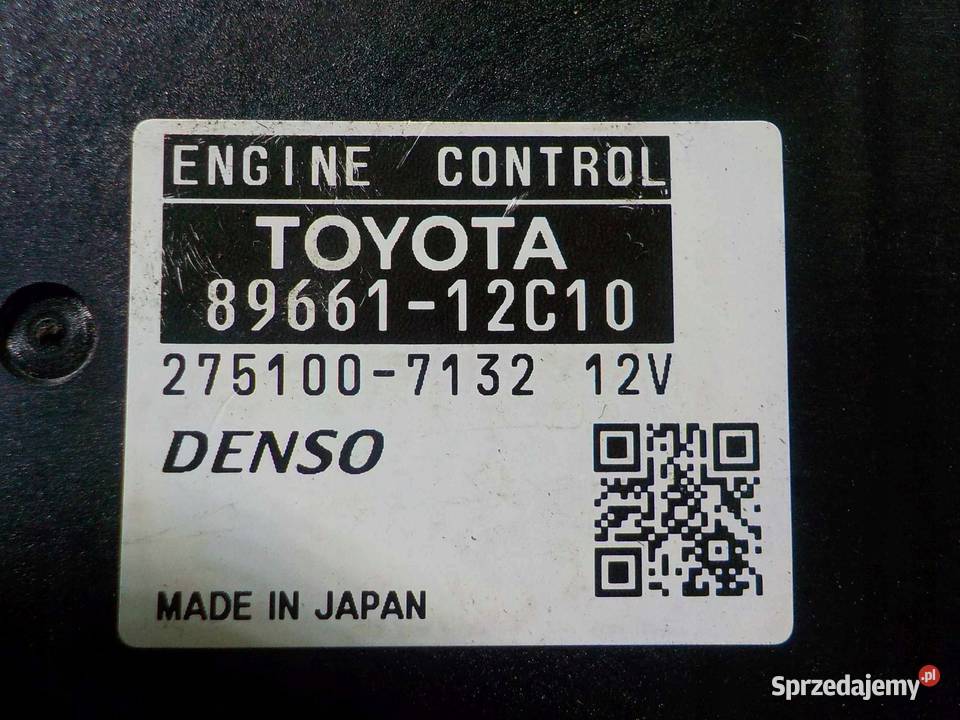 ENGINE CONTROL
TOYOTA
89661-12C10
275100-7132 12V
DENSO
MADE IN JAPAN
Sprzedajemy.pl